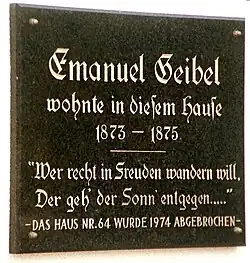 Emanuel Geibel
wohnte in diesem Hause
1873 – 1875
"Wer recht in Freuden wandern will,
Der geh' der Sonn' entgegen....."
– DAS HAUS NR. 64 WURDE 1974 ABGEBROCHEN –